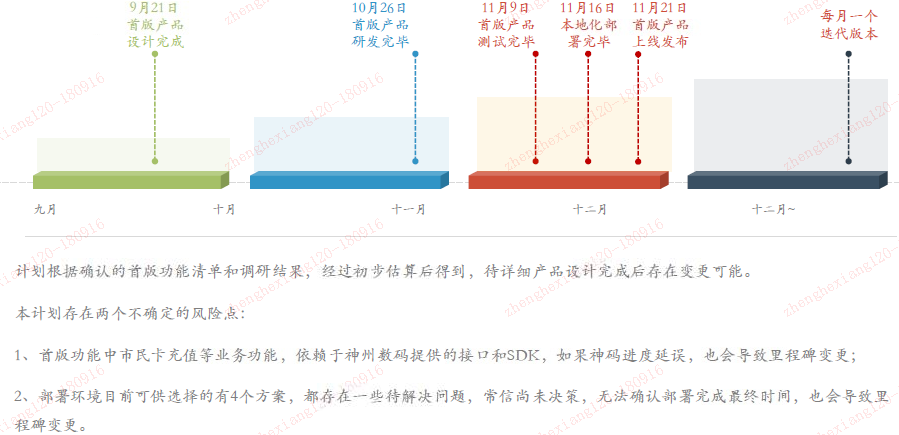 9月21日
首版产品
设计完成
10月26日
首版产品
研发完毕
11月9日
首版产品
测试完毕
11月16日
本地化部
署完毕
11月21日
首版产品
上线发布
每月一个
迭代版本
九月
十月
十一月
十二月
十二月~
计划根据确认的首版功能清单和调研结果，经过初步估算后得到，待详细产品设计完成后存在变更可能。
本计划存在两个不确定的风险点：
1、首版功能中市民卡充值等业务功能，依赖于神州数码提供的接口和SDK，如果神码进度延误，也会导致里程碑变更；
2、部署环境目前可供选择的有4个方案，都存在一些待解决问题，常信尚未决策，无法确认部署完成最终时间，也会导致里
程碑变更。
zhenghexiang120-180916